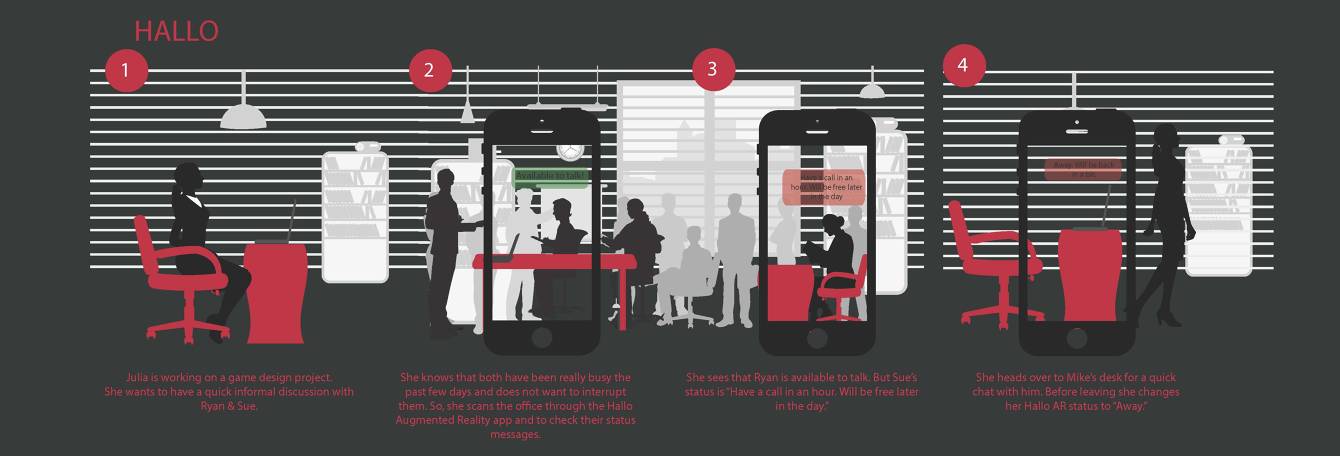 HALLO
1
Julia is working on a game design project.
She wants to have a quick informal discussion with
Ryan & Sue.
2
Available to talk!
She knows that both have been really busy the
past few days and does not want to interrupt
them. So, she scans the office through the Hallo
Augmented Reality app and to check their status
messages.
3
Have a call in an
hour. Will be free later
in the day
She sees that Ryan is available to talk. But Sue's
status is "Have a call in an hour. Will be free later
in the day."
4
Away. Will be back
in a bit.
She heads over to Mike's desk for a quick
chat with him. Before leaving she changes
her Hallo AR status to "Away."